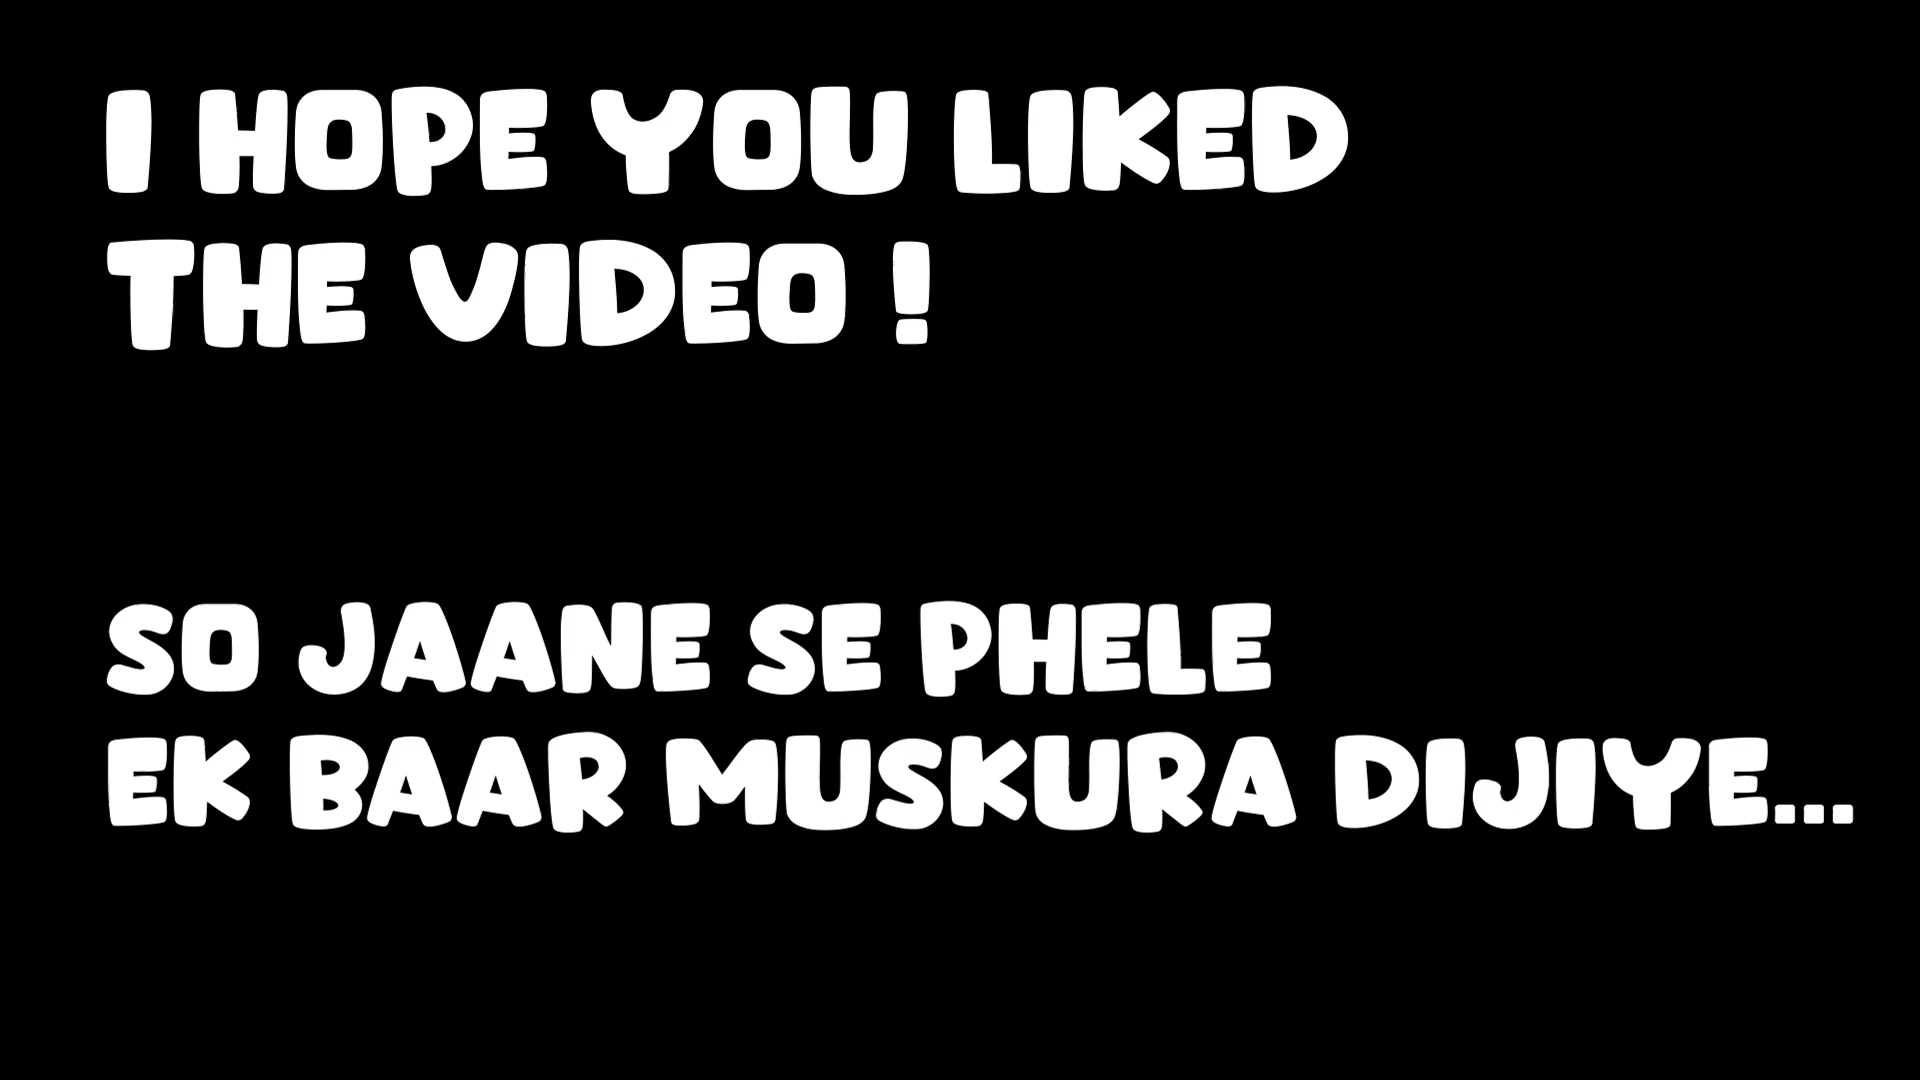 I HOPE YOU LIKED
THE VIDEO !
SO JAANE SE PHELE
EK BAAR MUSKURA DIJIYE...